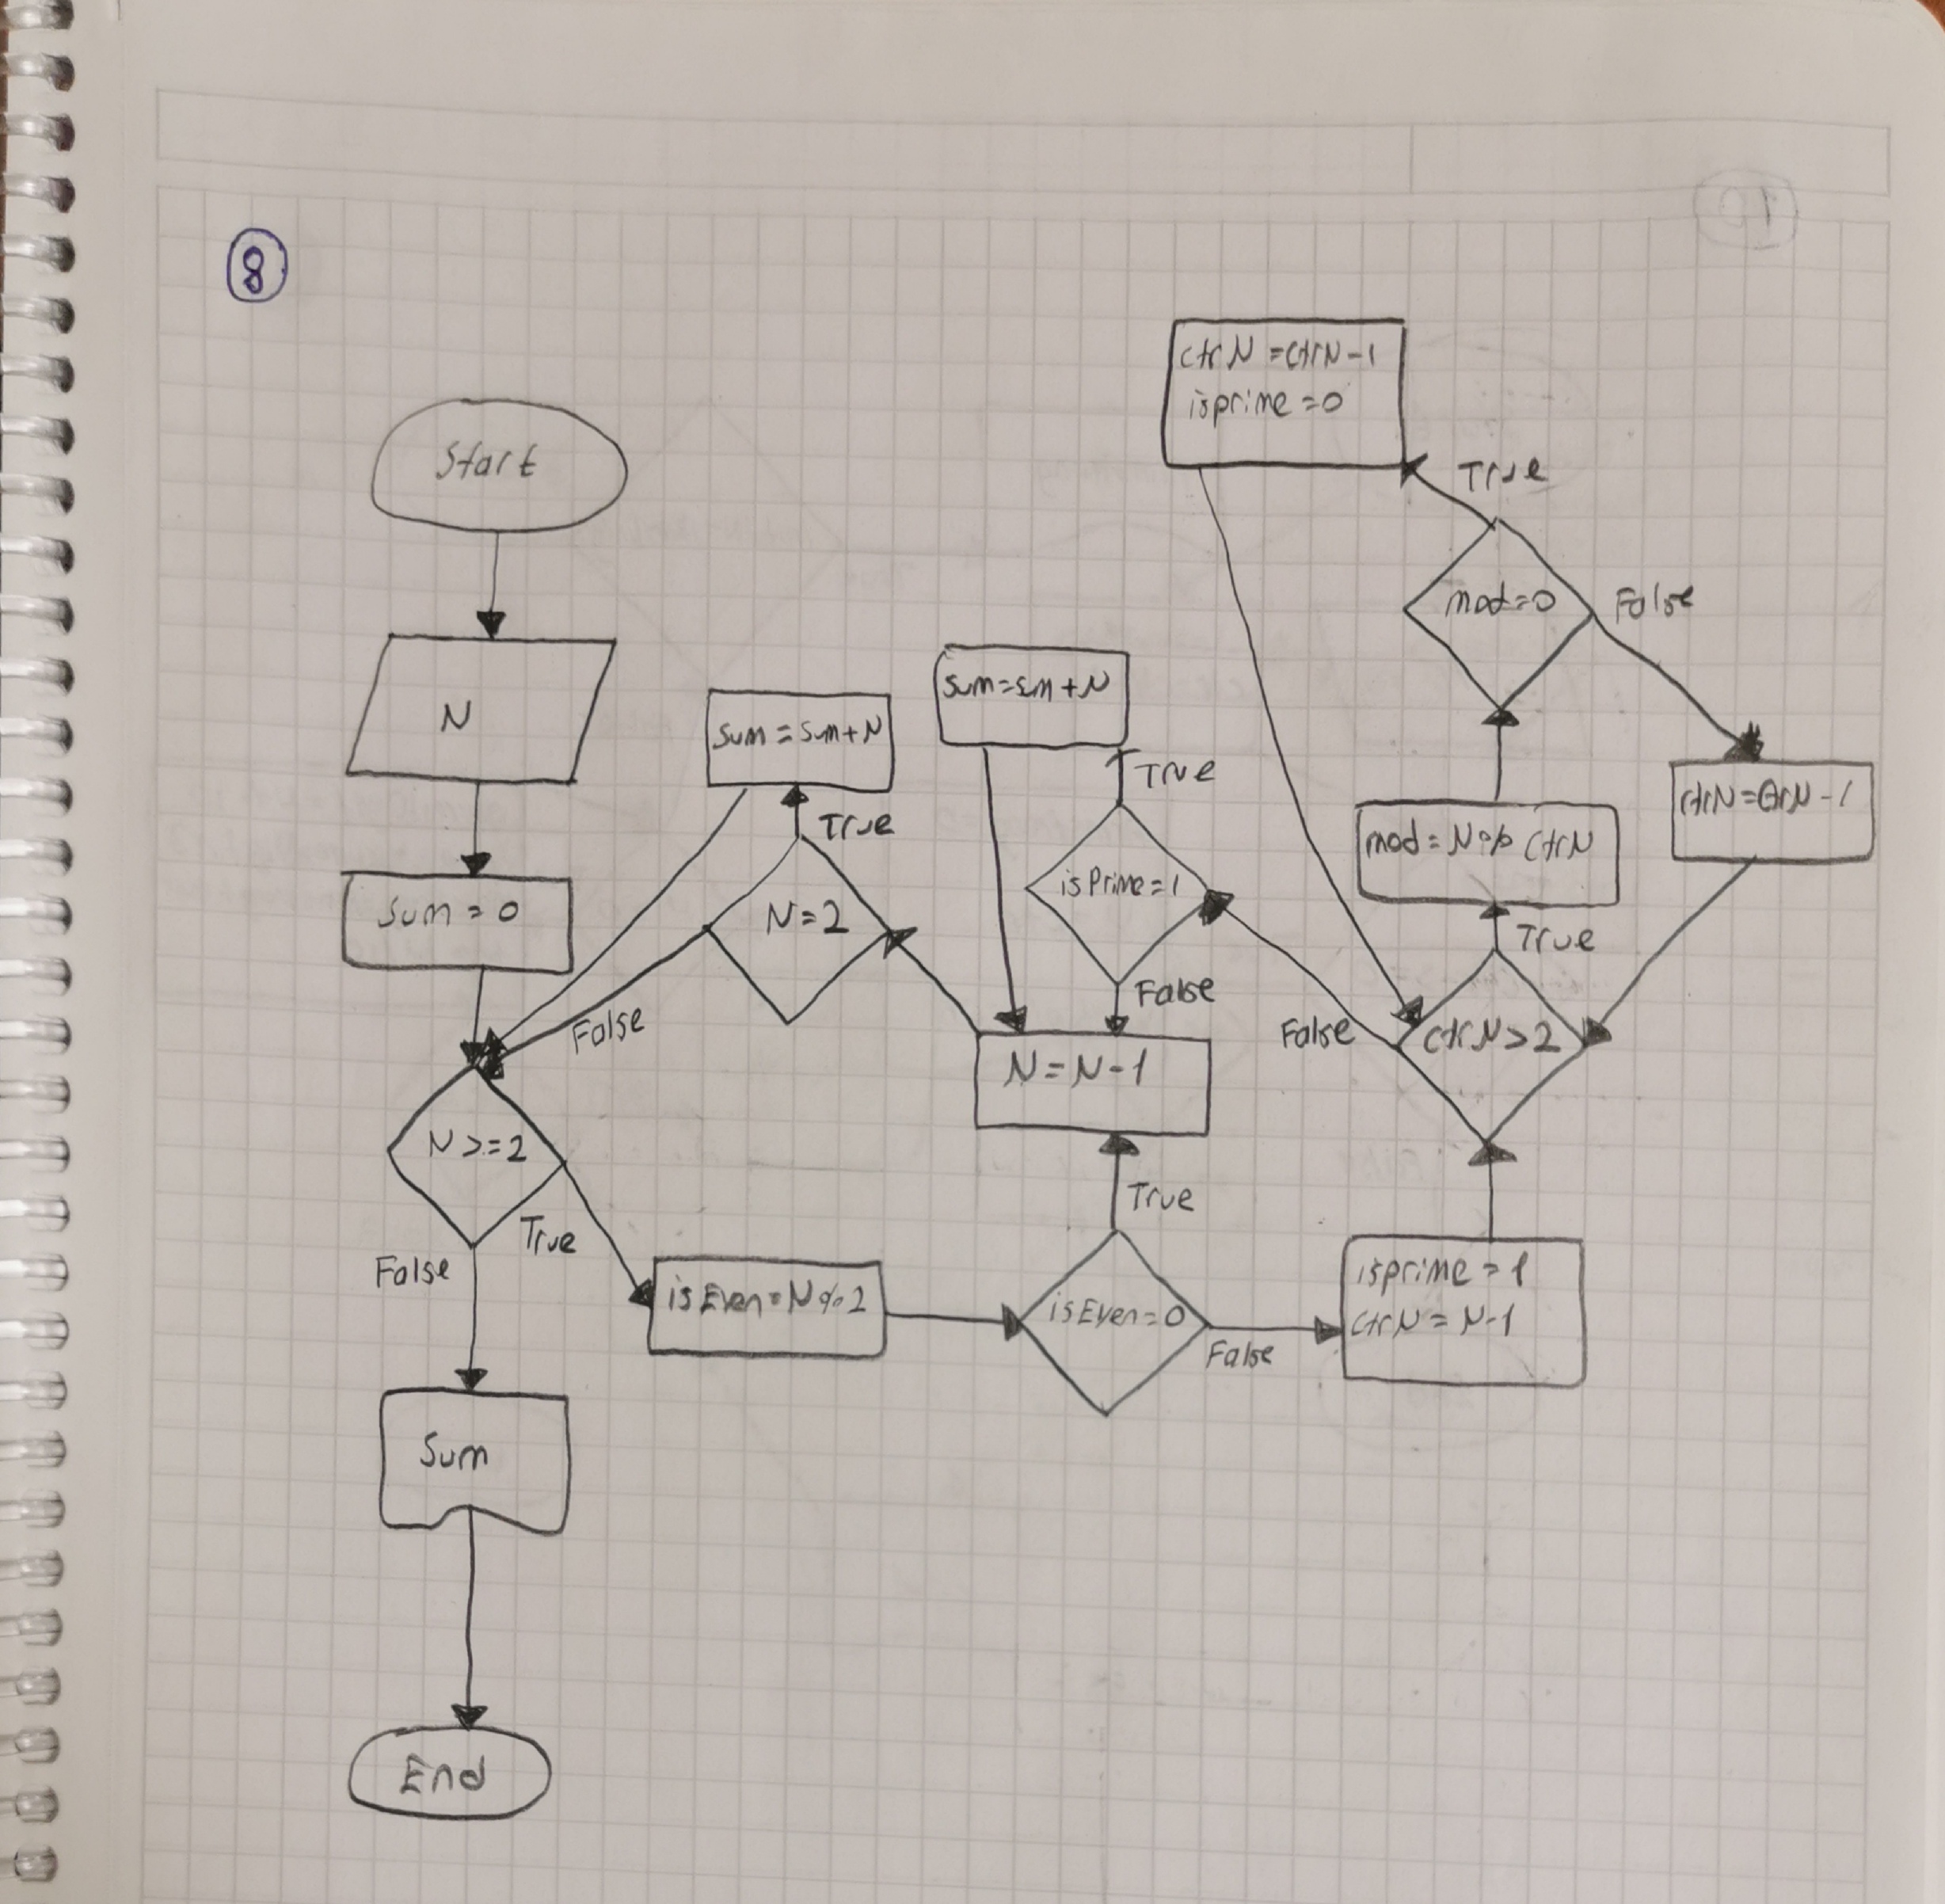 8
10
Start
N
Sum = 0
N >= 2
False
True
Sum
End
isEven = N % 2
isEven = 0
True
False
isprime = 1
ctrN = N-1
ctrN > 2
True
False
mod = N % ctrN
mod = 0
True
False
ctrN = ctrN - 1
isprime = 0
ctrN = ctrN - 1
isPrime = 1
True
False
sum = sm + N
N = N - 1
N = 2
True
False
sum = sum + N